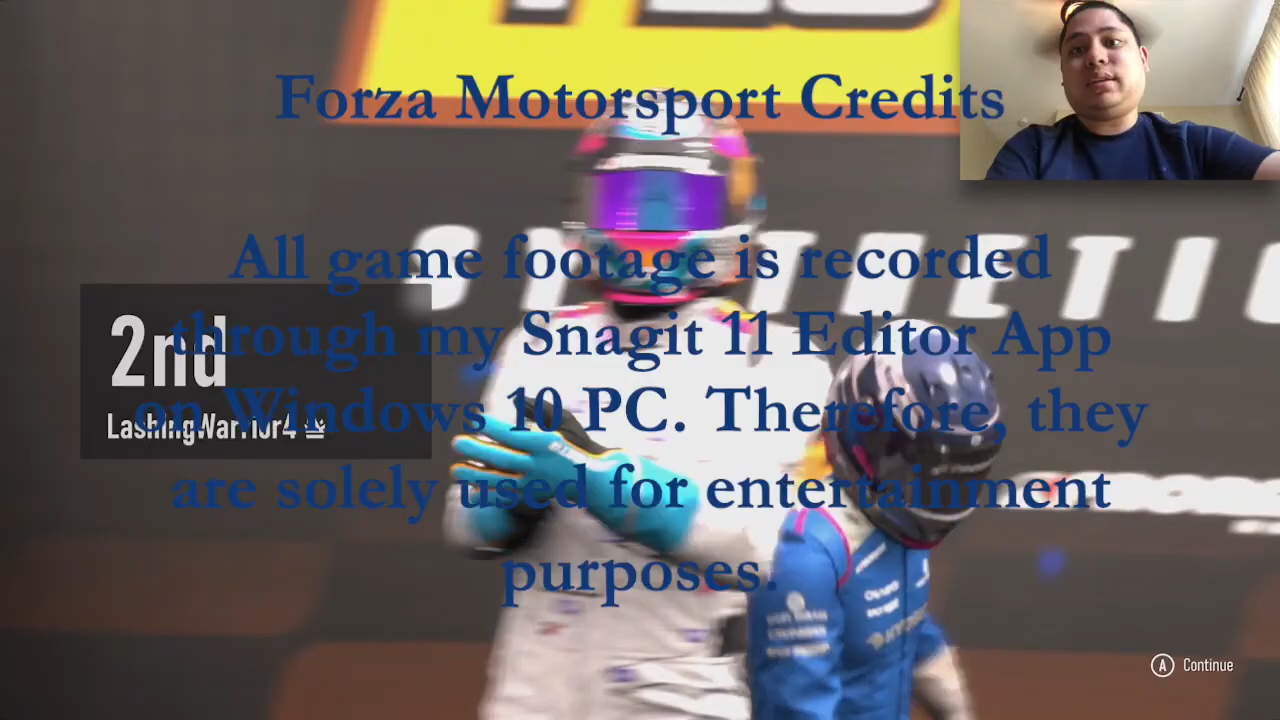 Forza Motorsport Credits
All game footage is recorded
through my Snagit 11 Editor App
on Windows 10 PC. Therefore, they
are solely used for entertainment
purposes.
2nd
LashingWarrior4
A Continue